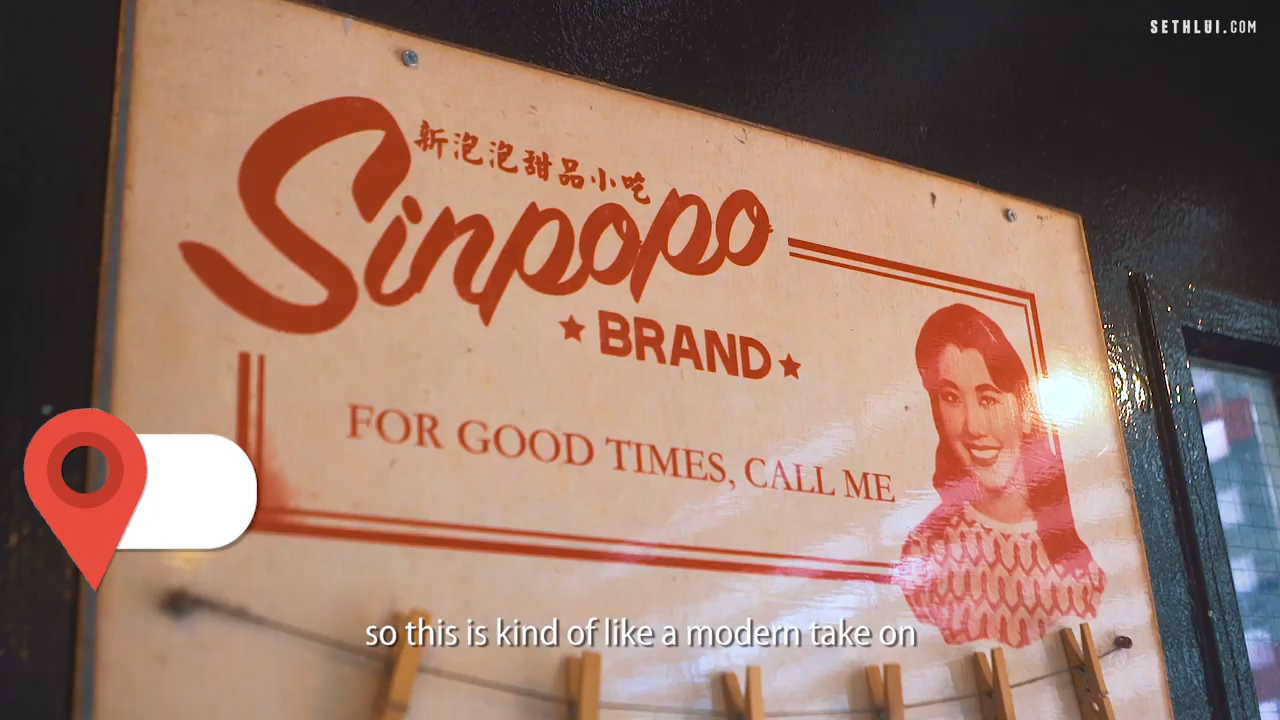 SETHLUI.COM
新泡泡甜品小吃
Sinpopo
★ BRAND ★
FOR GOOD TIMES, CALL ME
so this is kind of like a modern take on